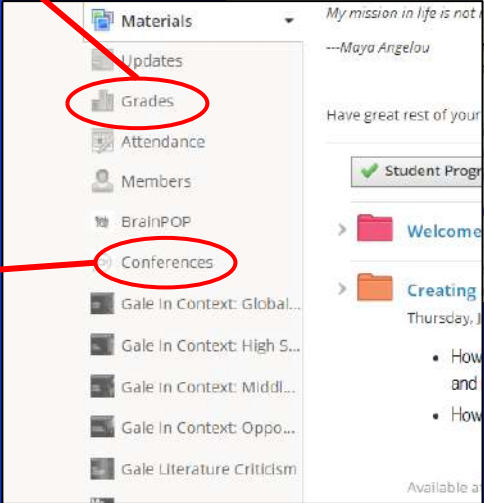 Materials
Updates
Grades
Attendance
Members
BrainPOP
Conferences
Gale In Context: Global...
Gale In Context: High S...
Gale In Context: Middl...
Gale In Context: Oppo...
Gale Literature Criticism
My mission in life is not
---Maya Angelou
Have great rest of your
Student Progr
Welcome
Creating
Thursday, J
• How
and
• How
Available a